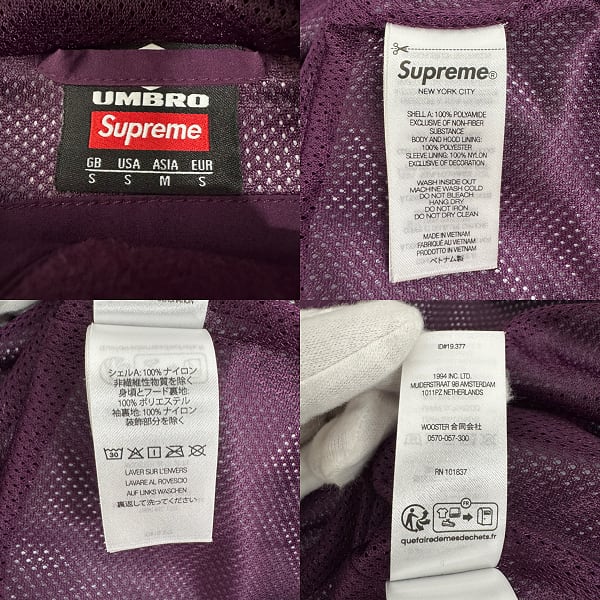 UMBRO
Supreme
GB USA ASIA EUR
S S M S
Supreme®
NEW YORK CITY
SHELL A: 100% POLYAMIDE
EXCLUSIVE OF NON-FIBER
SUBSTANCE
BODY AND HOOD LINING:
100% POLYESTER
SLEEVE LINING: 100% NYLON
EXCLUSIVE OF DECORATION
WASH INSIDE OUT
MACHINE WASH COLD
DO NOT BLEACH
HANG DRY
DO NOT IRON
DO NOT DRY CLEAN
MADE IN VIETNAM
FABRIQUÉ AU VIETNAM
PRODOTTO IN VIETNAM
ベトナム製
シェルA: 100% ナイロン
非繊維性物質を除く
身頃とフード裏地:
100% ポリエステル
袖裏地: 100% ナイロン
装飾部分を除く
30
LAVER SUR L'ENVERS
LAVARE AL ROVESCIO
AUF LINKS WASCHEN
裏返して洗ってください
ID#19.377
1994 INC. LTD.
MUIDERSTRAAT 9B AMSTERDAM
1011PZ NETHERLANDS
WOOSTER 合同会社
0570-057-300
RN 101837
FR
quefairedemesdechets.fr